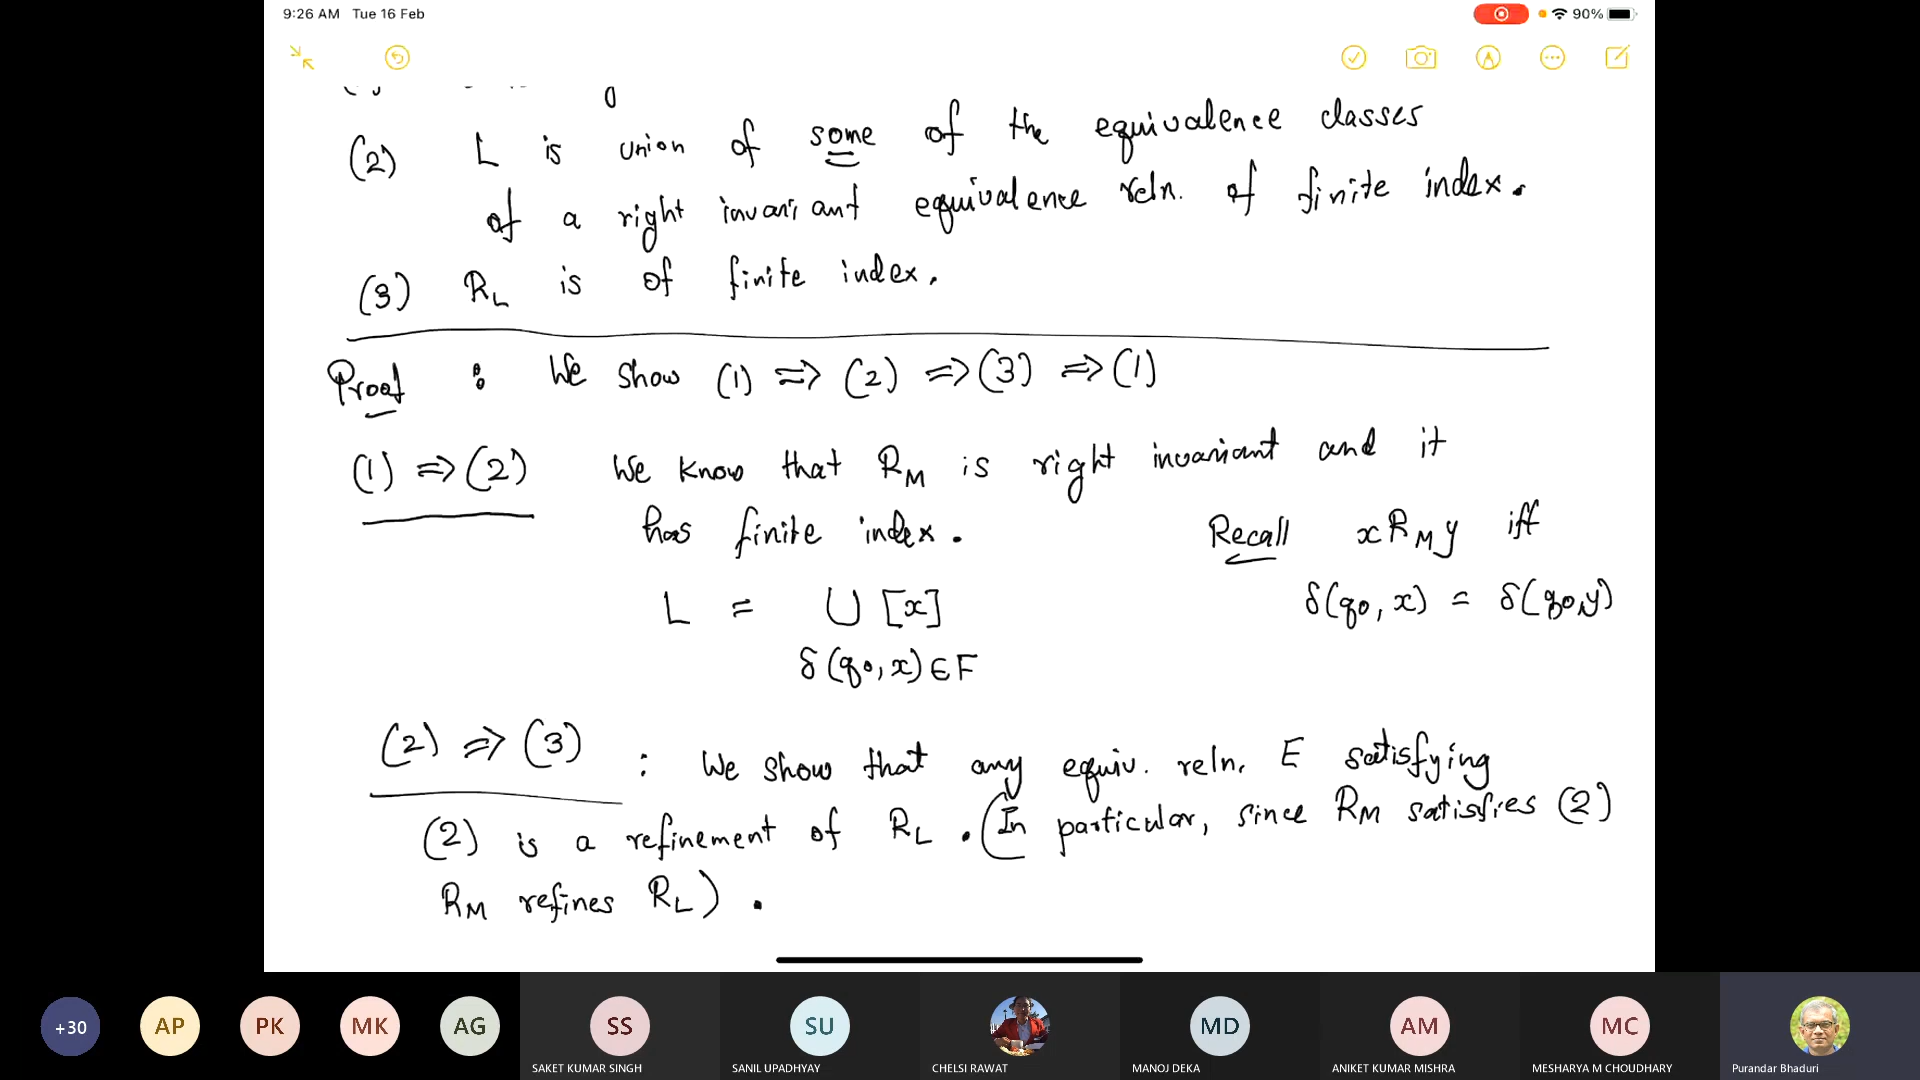 9:26 AM Tue 16 Feb
90%
(2) L is union of some of the equivalence classes
of a right invariant equivalence reln. of finite index.
(3) R_L is of finite index.
Proof : We show (1) ⇒ (2) ⇒ (3) ⇒ (1)
(1) ⇒ (2) We know that R_M is right invariant and it
has finite index.
Recall x R_M y iff
δ(q₀, x) = δ(q₀, y)
L = ∪ [x]
δ(q₀, x) ∈ F
(2) ⇒ (3) : We show that any equiv. reln. E satisfying
(2) is a refinement of R_L. (In particular, since R_M satisfies (2)
R_M refines R_L).
+30 AP PK MK AG SS SU MD AM MC
SAKET KUMAR SINGH SANIL UPADHYAY CHELSI RAWAT MANOJ DEKA ANIKET KUMAR MISHRA MESHARYA M CHOUDHARY Purandar Bhaduri